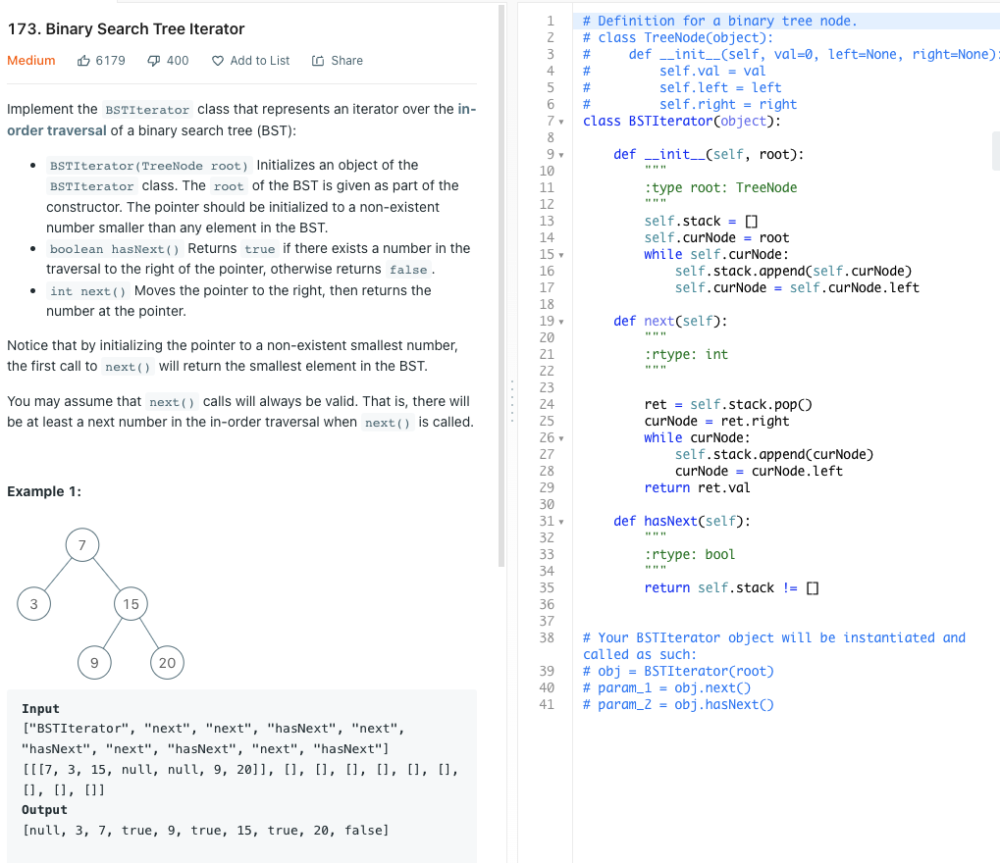 173. Binary Search Tree Iterator
Medium 6179 400 Add to List Share
Implement the BSTIterator class that represents an iterator over the in-
order traversal of a binary search tree (BST):
• BSTIterator(TreeNode root) Initializes an object of the
BSTIterator class. The root of the BST is given as part of the
constructor. The pointer should be initialized to a non-existent
number smaller than any element in the BST.
• boolean hasNext() Returns true if there exists a number in the
traversal to the right of the pointer, otherwise returns false.
• int next() Moves the pointer to the right, then returns the
number at the pointer.
Notice that by initializing the pointer to a non-existent smallest number,
the first call to next() will return the smallest element in the BST.
You may assume that next() calls will always be valid. That is, there will
be at least a next number in the in-order traversal when next() is called.
Example 1:
7
3 15
9 20
Input
["BSTIterator", "next", "next", "hasNext", "next",
"hasNext", "next", "hasNext", "next", "hasNext"]
[[[7, 3, 15, null, null, 9, 20]], [], [], [], [], [], [],
[], [], []]
Output
[null, 3, 7, true, 9, true, 15, true, 20, false]
1 # Definition for a binary tree node.
2 # class TreeNode(object):
3 #     def __init__(self, val=0, left=None, right=None):
4 #         self.val = val
5 #         self.left = left
6 #         self.right = right
7 class BSTIterator(object):
8
9     def __init__(self, root):
10         """
11         :type root: TreeNode
12         """
13         self.stack = []
14         self.curNode = root
15         while self.curNode:
16             self.stack.append(self.curNode)
17             self.curNode = self.curNode.left
18
19     def next(self):
20         """
21         :rtype: int
22         """
23
24         ret = self.stack.pop()
25         curNode = ret.right
26         while curNode:
27             self.stack.append(curNode)
28             curNode = curNode.left
29         return ret.val
30
31     def hasNext(self):
32         """
33         :rtype: bool
34         """
35         return self.stack != []
36
37
38 # Your BSTIterator object will be instantiated and
called as such:
39 # obj = BSTIterator(root)
40 # param_1 = obj.next()
41 # param_2 = obj.hasNext()